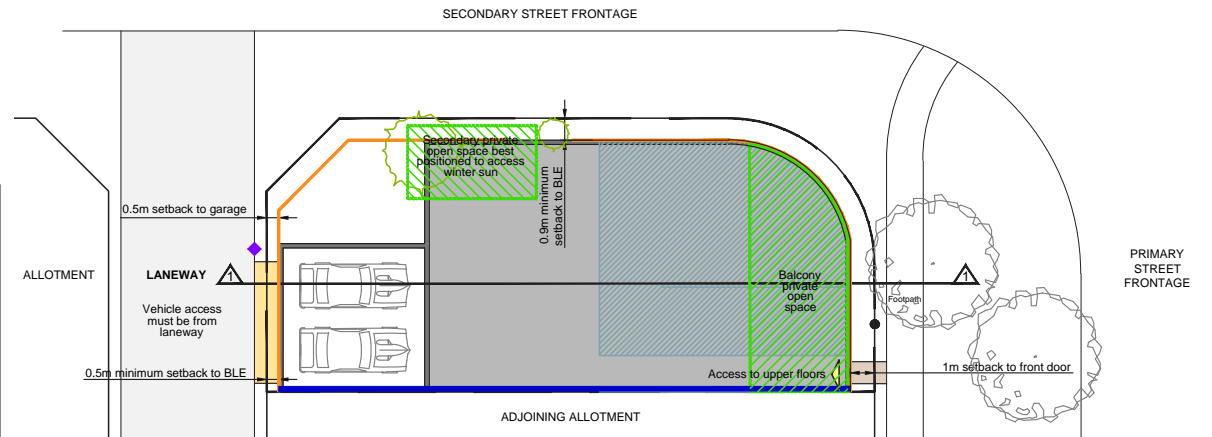 SECONDARY STREET FRONTAGE
Secondary private
open space best
positioned to access
winter sun
0.9m minimum
setback to BLE
0.5m setback to garage
ALLOTMENT
LANEWAY
1
Vehicle access
must be from
laneway
Balcony
private
open
space
1
Footpath
PRIMARY
STREET
FRONTAGE
0.5m minimum setback to BLE
Access to upper floors
1m setback to front door
ADJOINING ALLOTMENT